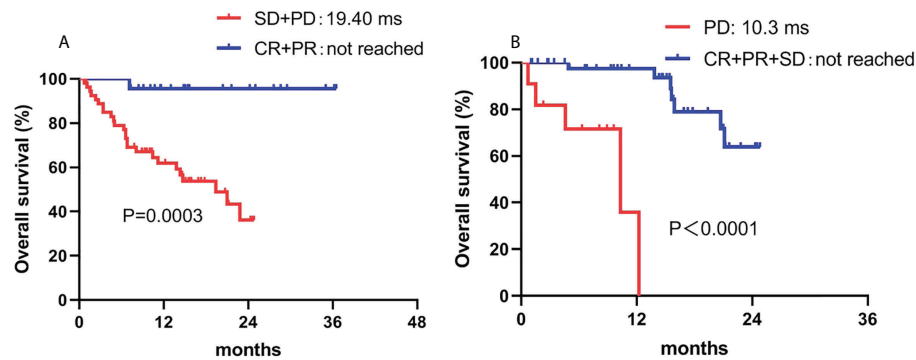 A
SD+PD: 19.40 ms
CR+PR: not reached
Overall survival (%)
100
80
60
40
80
0
P=0.0003
0 12 24 36 48
months
B
PD: 10.3 ms
CR+PR+SD: not reached
Overall survival (%)
100
80
60
40
80
0
P<0.0001
0 12 24 36
months